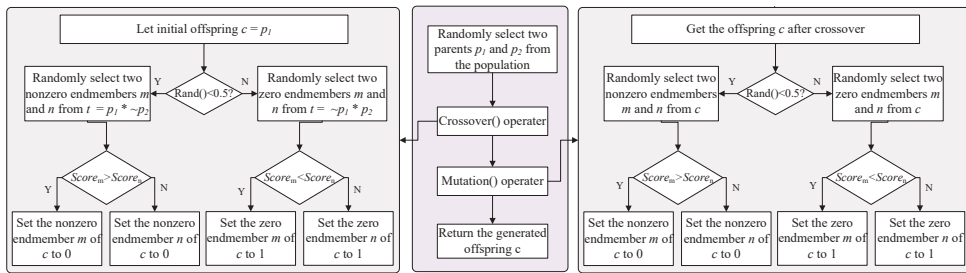 Let initial offspring c = p1
Y
Rand()<0.5?
N
Randomly select two
nonzero endmembers m
and n from t = p1 * ~p2
Randomly select two
zero endmembers m and
n from t = ~p1 * p2
Scorem>Scoren
Y
N
Scorem<Scoren
Y
N
Set the nonzero
endmember m of
c to 0
Set the nonzero
endmember n of
c to 0
Set the zero
endmember m of
c to 1
Set the zero
endmember n of
c to 1
Randomly select two
parents p1 and p2 from
the population
Crossover() operater
Mutation() operater
Return the generated
offspring c
Get the offspring c after crossover
Y
Rand()<0.5?
N
Randomly select two
nonzero endmembers
m and n from c
Randomly select two
zero endmembers m
and n from c
Scorem>Scoren
Y
N
Scorem<Scoren
Y
N
Set the nonzero
endmember m of
c to 0
Set the nonzero
endmember n of
c to 0
Set the zero
endmember m of
c to 1
Set the zero
endmember n of
c to 1